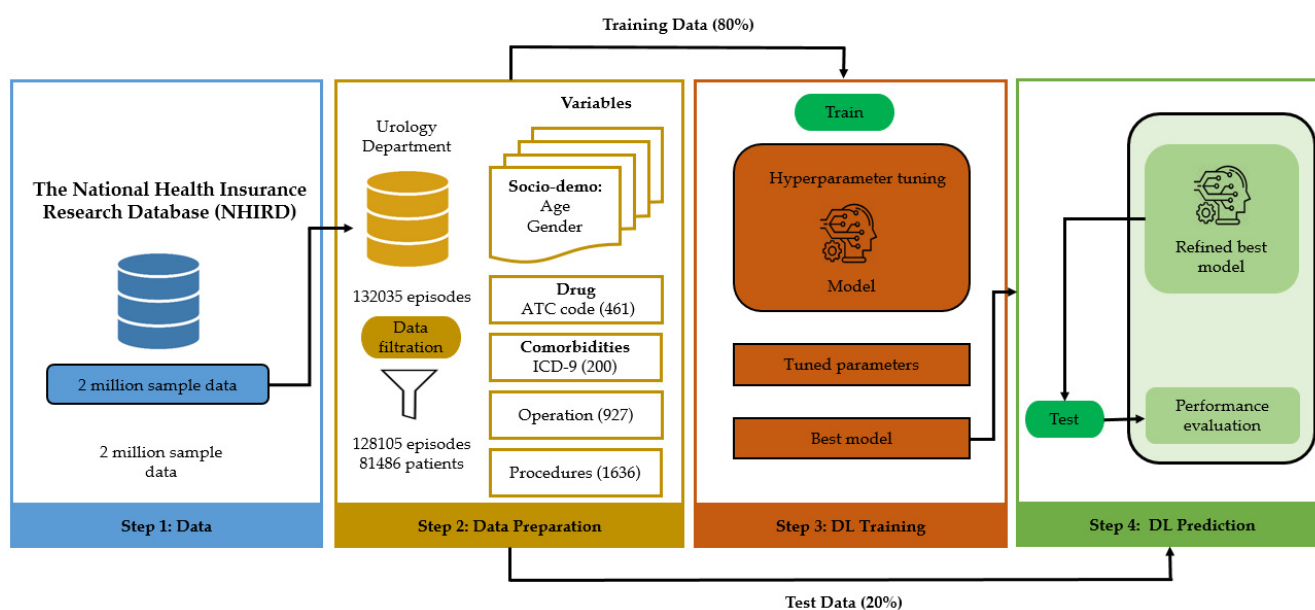 Training Data (80%)
The National Health Insurance
Research Database (NHIRD)
2 million sample data
2 million sample
data
Step 1: Data
Urology
Department
132035 episodes
Data
filtration
128105 episodes
81486 patients
Variables
Socio-demo:
Age
Gender
Drug
ATC code (461)
Comorbidities
ICD-9 (200)
Operation (927)
Procedures (1636)
Step 2: Data Preparation
Train
Hyperparameter tuning
Model
Tuned parameters
Best model
Step 3: DL Training
Refined best
model
Test
Performance
evaluation
Step 4: DL Prediction
Test Data (20%)